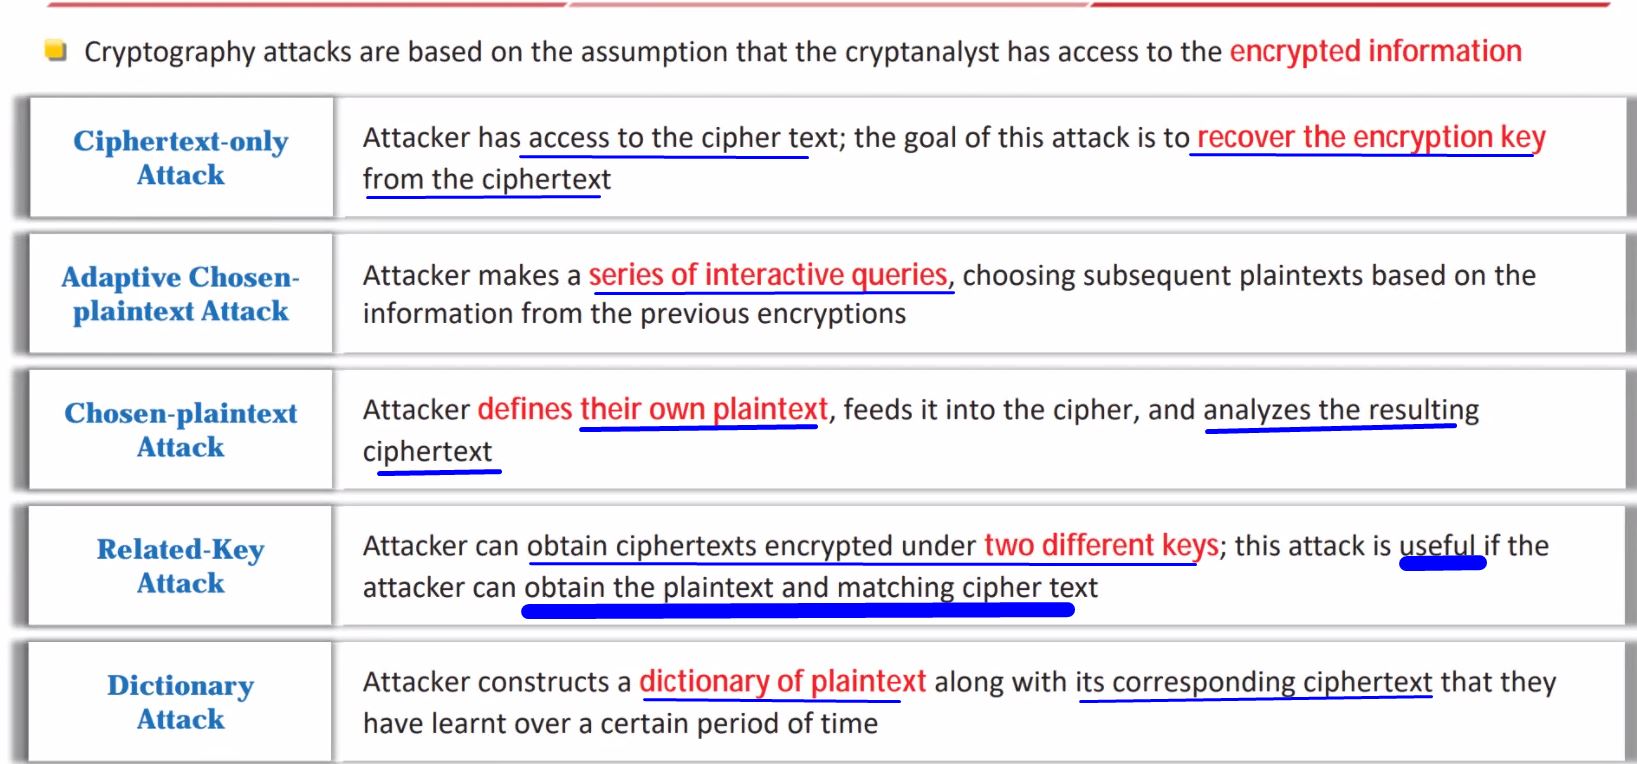 Cryptography attacks are based on the assumption that the cryptanalyst has access to the encrypted information
Ciphertext-only
Attack
Attacker has access to the cipher text; the goal of this attack is to recover the encryption key
from the ciphertext
Adaptive Chosen-
plaintext Attack
Attacker makes a series of interactive queries, choosing subsequent plaintexts based on the
information from the previous encryptions
Chosen-plaintext
Attack
Attacker defines their own plaintext, feeds it into the cipher, and analyzes the resulting
ciphertext
Related-Key
Attack
Attacker can obtain ciphertexts encrypted under two different keys; this attack is useful if the
attacker can obtain the plaintext and matching cipher text
Dictionary
Attack
Attacker constructs a dictionary of plaintext along with its corresponding ciphertext that they
have learnt over a certain period of time